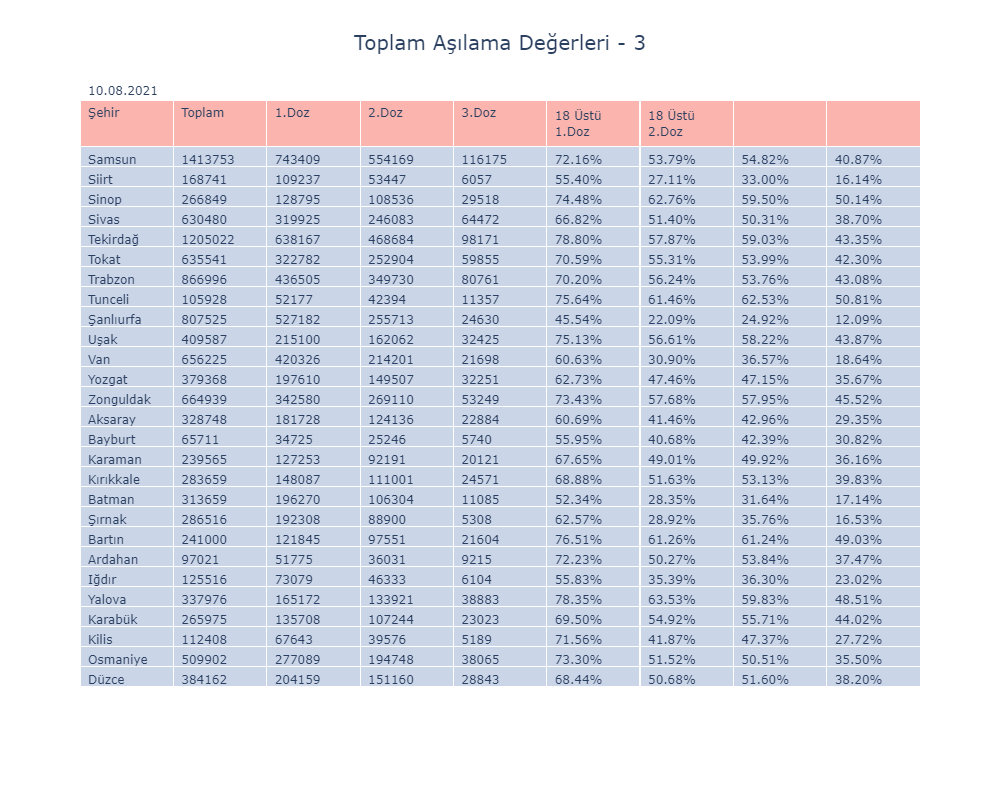 Toplam Aşılama Değerleri - 3
10.08.2021
Şehir Toplam 1.Doz 2.Doz 3.Doz 18 Üstü 1.Doz 18 Üstü 2.Doz
Samsun 1413753 743409 554169 116175 72.16% 53.79% 54.82% 40.87%
Siirt 168741 109237 53447 6057 55.40% 27.11% 33.00% 16.14%
Sinop 266849 128795 108536 29518 74.48% 62.76% 59.50% 50.14%
Sivas 630480 319925 246083 64472 66.82% 51.40% 50.31% 38.70%
Tekirdağ 1205022 638167 468684 98171 78.80% 57.87% 59.03% 43.35%
Tokat 635541 322782 252904 59855 70.59% 55.31% 53.99% 42.30%
Trabzon 866996 436505 349730 80761 70.20% 56.24% 53.76% 43.08%
Tunceli 105928 52177 42394 11357 75.64% 61.46% 62.53% 50.81%
Şanlıurfa 807525 527182 255713 24630 45.54% 22.09% 24.92% 12.09%
Uşak 409587 215100 162062 32425 75.13% 56.61% 58.22% 43.87%
Van 656225 420326 214201 21698 60.63% 30.90% 36.57% 18.64%
Yozgat 379368 197610 149507 32251 62.73% 47.46% 47.15% 35.67%
Zonguldak 664939 342580 269110 53249 73.43% 57.68% 57.95% 45.52%
Aksaray 328748 181728 124136 22884 60.69% 41.46% 42.96% 29.35%
Bayburt 65711 34725 25246 5740 55.95% 40.68% 42.39% 30.82%
Karaman 239565 127253 92191 20121 67.65% 49.01% 49.92% 36.16%
Kırıkkale 283659 148087 111001 24571 68.88% 51.63% 53.13% 39.83%
Batman 313659 196270 106304 11085 52.34% 28.35% 31.64% 17.14%
Şırnak 286516 192308 88900 5308 62.57% 28.92% 35.76% 16.53%
Bartın 241000 121845 97551 21604 76.51% 61.26% 61.24% 49.03%
Ardahan 97021 51775 36031 9215 72.23% 50.27% 53.84% 37.47%
Iğdır 125516 73079 46333 6104 55.83% 35.39% 36.30% 23.02%
Yalova 337976 165172 133921 38883 78.35% 63.53% 59.83% 48.51%
Karabük 265975 135708 107244 23023 69.50% 54.92% 55.71% 44.02%
Kilis 112408 67643 39576 5189 71.56% 41.87% 47.37% 27.72%
Osmaniye 509902 277089 194748 38065 73.30% 51.52% 50.51% 35.50%
Düzce 384162 204159 151160 28843 68.44% 50.68% 51.60% 38.20%